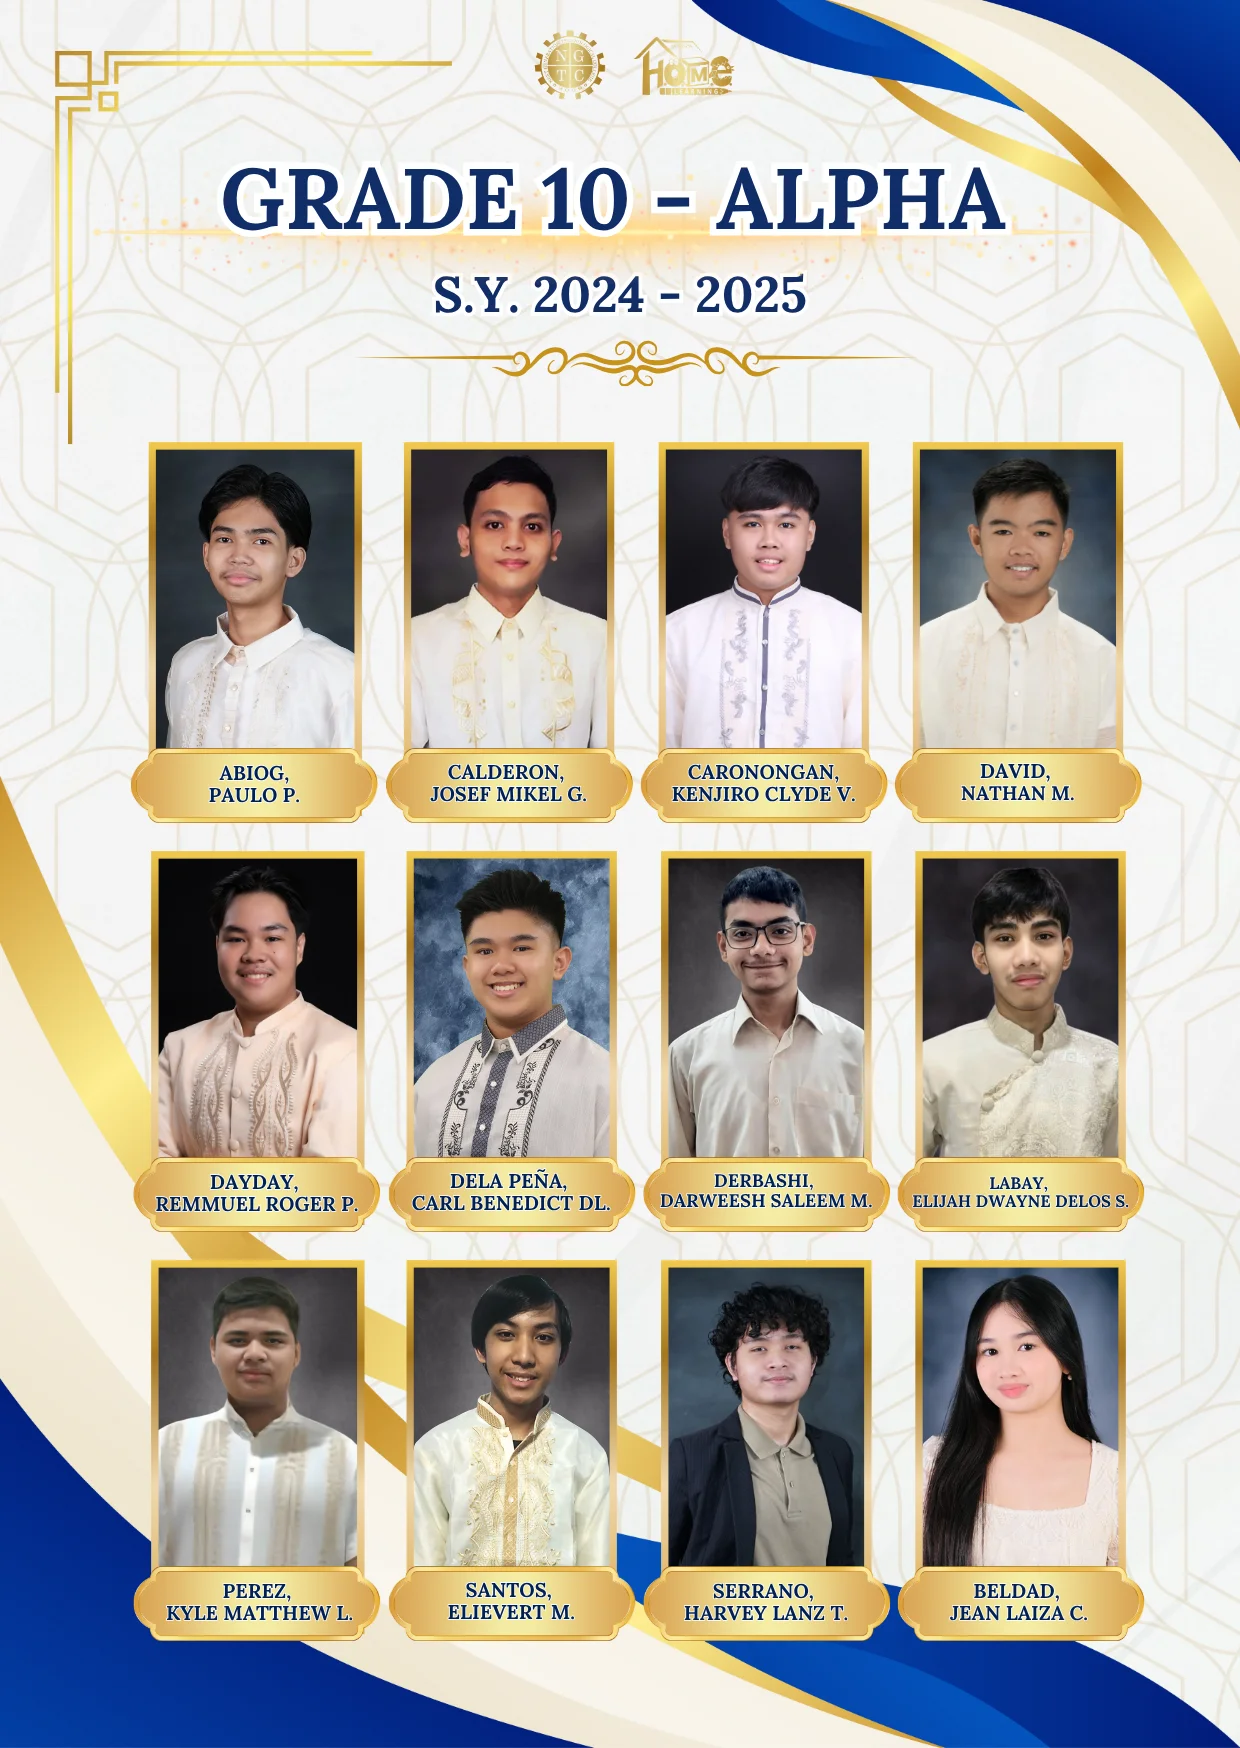 NG
TC
HOME
LEARNING
GRADE 10 - ALPHA
S.Y. 2024 - 2025
ABIOG,
PAULO P.
CALDERON,
JOSEF MIKEL G.
CARONONGAN,
KENJIRO CLYDE V.
DAVID,
NATHAN M.
DAYDAY,
REMMUEL ROGER P.
DELA PEÑA,
CARL BENEDICT DL.
DERBASHI,
DARWEESH SALEEM M.
LABAY,
ELIJAH DWAYNE DELOS S.
PEREZ,
KYLE MATTHEW L.
SANTOS,
ELIEVERT M.
SERRANO,
HARVEY LANZ T.
BELDAD,
JEAN LAIZA C.